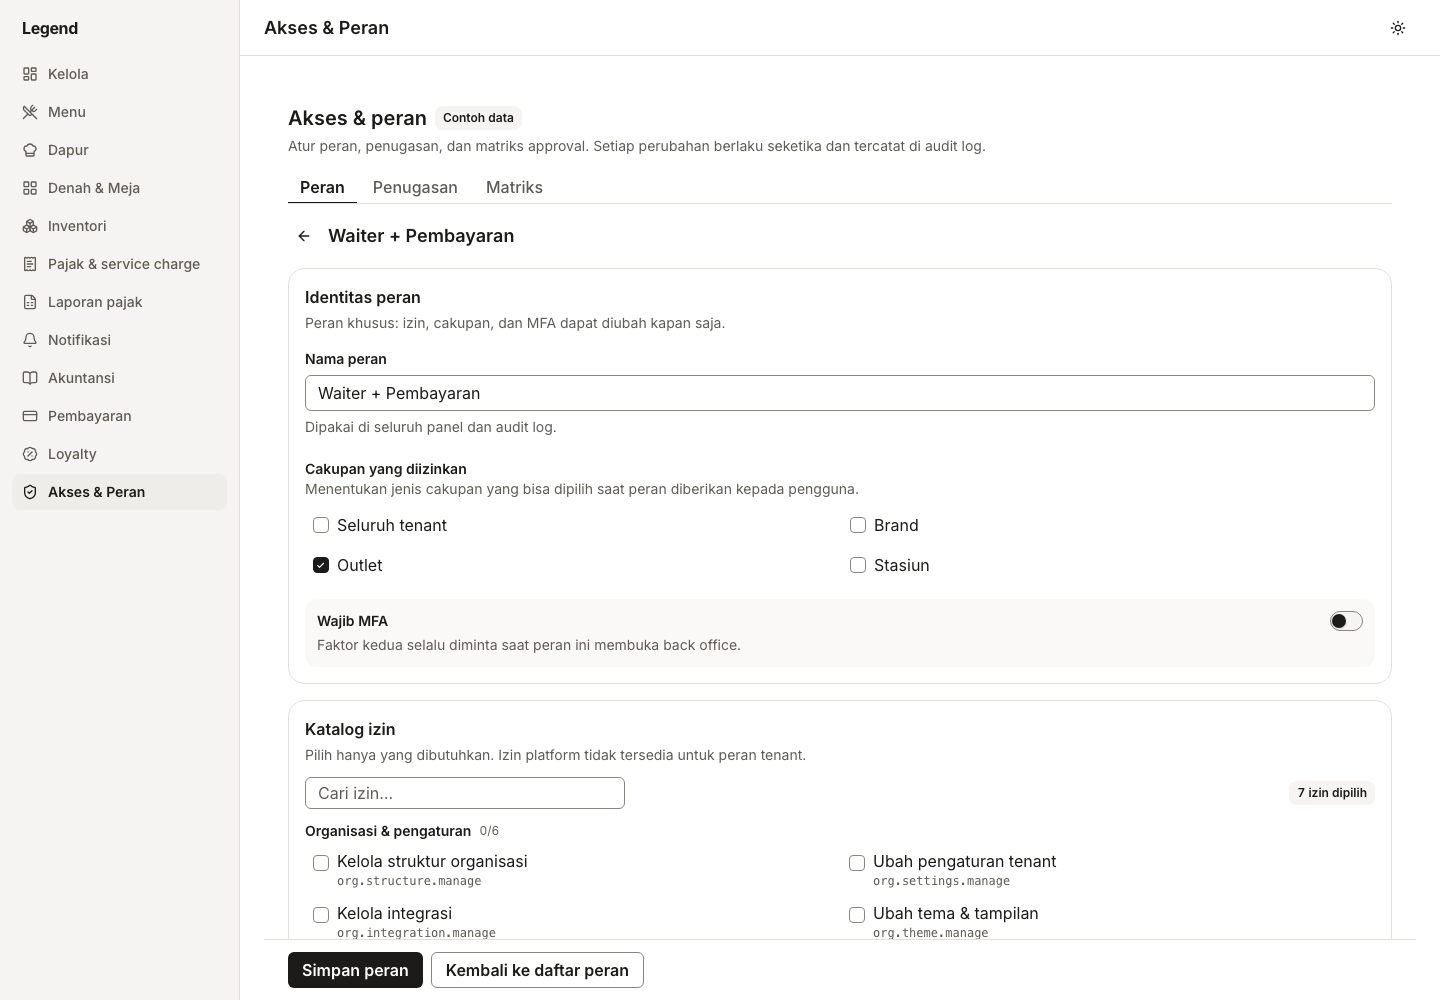 Legend
Kelola
Menu
Dapur
Denah & Meja
Inventori
Pajak & service charge
Laporan pajak
Notifikasi
Akuntansi
Pembayaran
Loyalty
Akses & Peran
Akses & Peran
Akses & peran Contoh data
Atur peran, penugasan, dan matriks approval. Setiap perubahan berlaku seketika dan tercatat di audit log.
Peran Penugasan Matriks
Waiter + Pembayaran
Identitas peran
Peran khusus: izin, cakupan, dan MFA dapat diubah kapan saja.
Nama peran
Waiter + Pembayaran
Dipakai di seluruh panel dan audit log.
Cakupan yang diizinkan
Menentukan jenis cakupan yang bisa dipilih saat peran diberikan kepada pengguna.
Seluruh tenant Brand
Outlet Stasiun
Wajib MFA
Faktor kedua selalu diminta saat peran ini membuka back office.
Katalog izin
Pilih hanya yang dibutuhkan. Izin platform tidak tersedia untuk peran tenant.
Cari izin... 7 izin dipilih
Organisasi & pengaturan 0/6
Kelola struktur organisasi Ubah pengaturan tenant
org.structure.manage org.settings.manage
Kelola integrasi Ubah tema & tampilan
org.integration.manage org.theme.manage
Simpan peran Kembali ke daftar peran